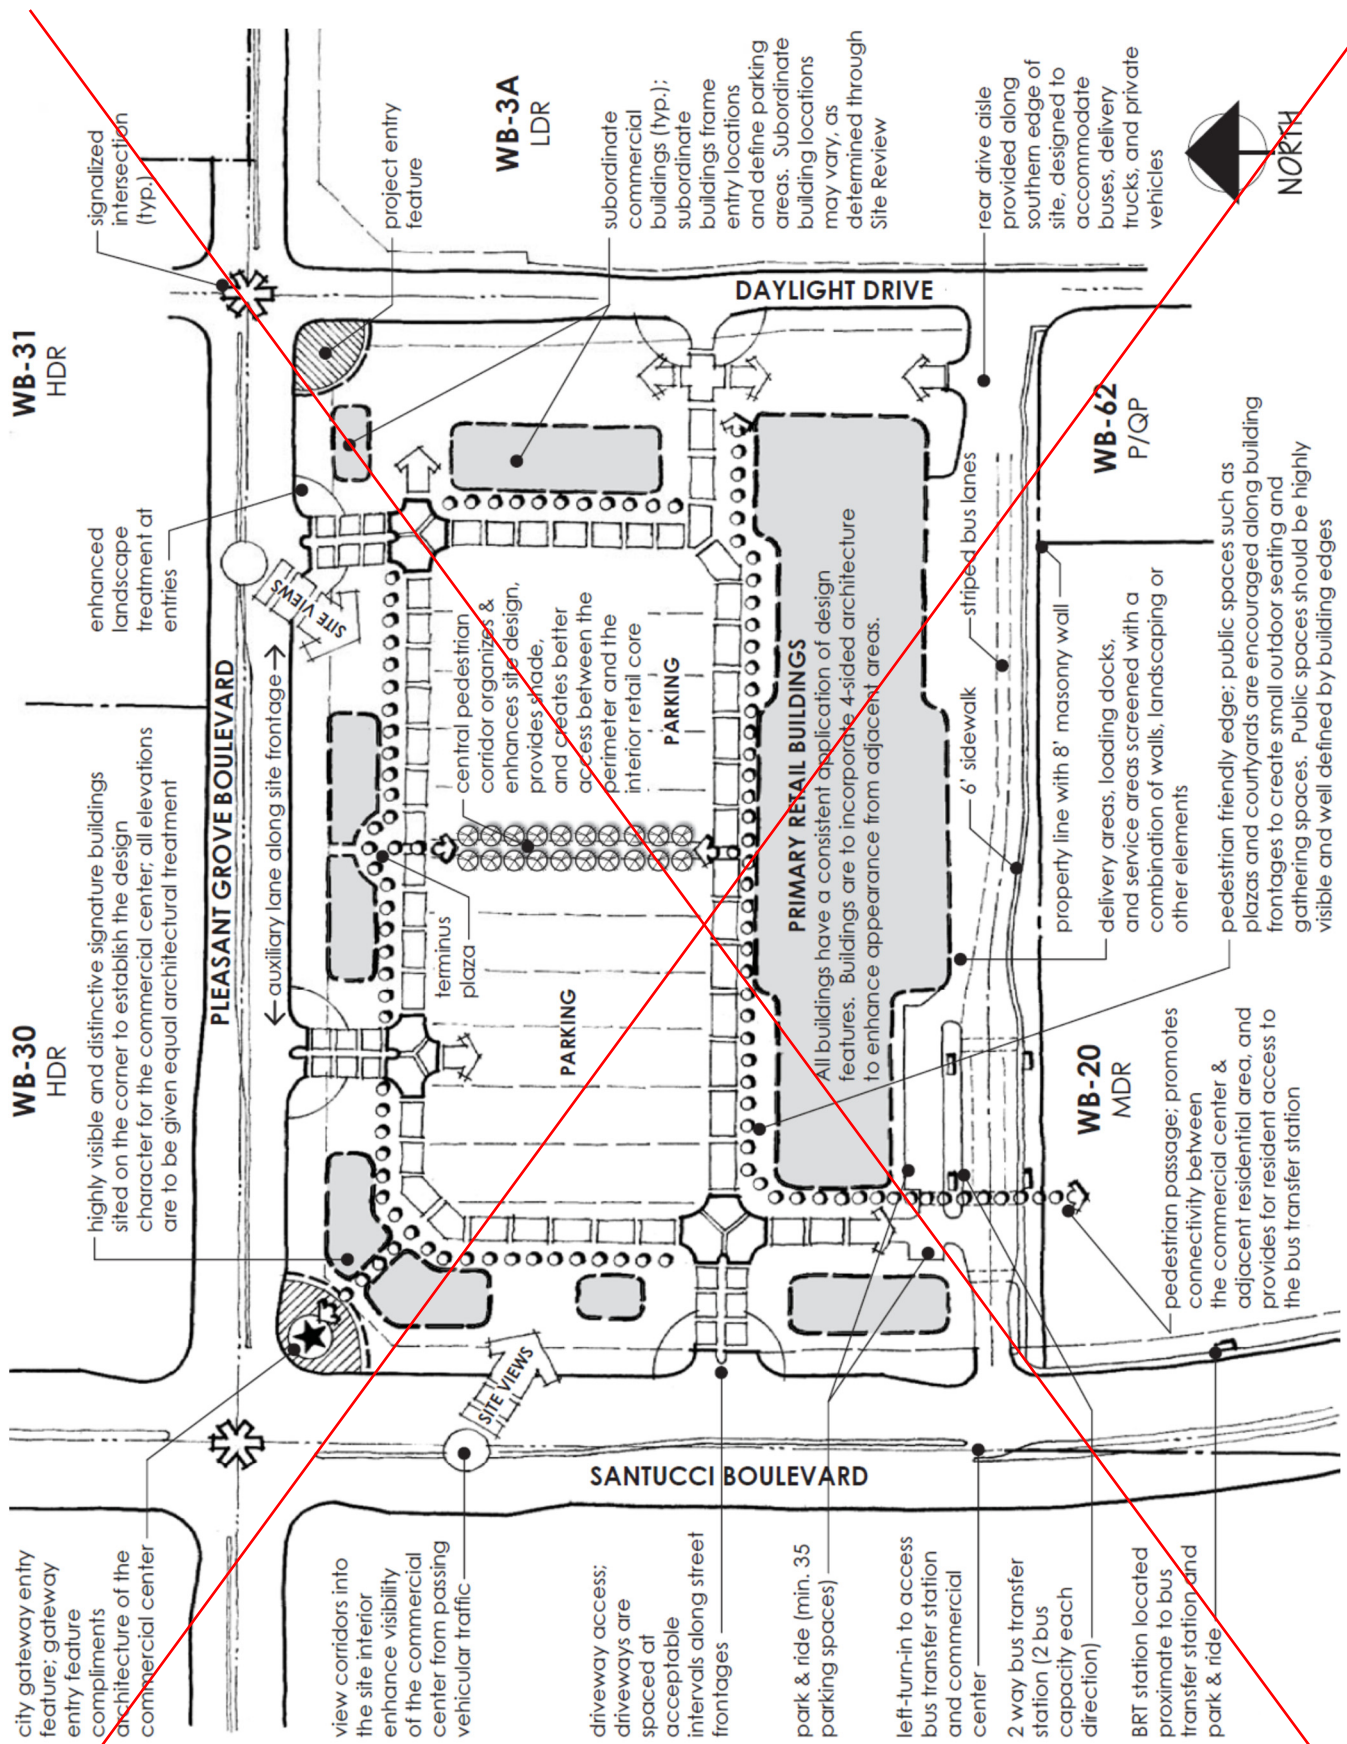 city gateway entry
feature; gateway
entry feature
compliments
architecture of the
commercial center
view corridors into
the site interior
enhance visibility
of the commercial
center from passing
vehicular traffic
driveway access;
driveways are
spaced at
acceptable
intervals along street
frontages
park & ride (min. 35
parking spaces)
left-turn-in to access
bus transfer station
and commercial
center
2 way bus transfer
station (2 bus
capacity each
direction)
BRT station located
proximate to bus
transfer station and
park & ride
SANTUCCI BOULEVARD
SITE VIEWS
WB-30
HDR
highly visible and distinctive signature buildings
sited on the corner to establish the design
character for the commercial center; all elevations
are to be given equal architectural treatment
PLEASANT GROVE BOULEVARD
auxiliary lane along site frontage
SITE VIEWS
enhanced
landscape
treatment at
entries
WB-31
HDR
signalized
intersection
(typ.)
project entry
feature
WB-3A
LDR
subordinate
commercial
buildings (typ.);
subordinate
buildings frame
entry locations
and define parking
areas. Subordinate
building locations
may vary, as
determined through
Site Review
DAYLIGHT DRIVE
rear drive aisle
provided along
southern edge of
site, designed to
accommodate
buses, delivery
trucks, and private
vehicles
NORTH
terminus
plaza
central pedestrian
corridor organizes &
enhances site design,
provides shade,
and creates better
access between the
perimeter and the
interior retail core
PARKING
PARKING
PRIMARY RETAIL BUILDINGS
All buildings have a consistent application of design
features. Buildings are to incorporate 4-sided architecture
to enhance appearance from adjacent areas.
6' sidewalk
striped bus lanes
WB-62
P/QP
WB-20
MDR
property line with 8' masonry wall
delivery areas, loading docks,
and service areas screened with a
combination of walls, landscaping or
other elements
pedestrian passage; promotes
connectivity between
the commercial center &
adjacent residential area, and
provides for resident access to
the bus transfer station
pedestrian friendly edge; public spaces such as
plazas and courtyards are encouraged along building
frontages to create small outdoor seating and
gathering spaces. Public spaces should be highly
visible and well defined by building edges